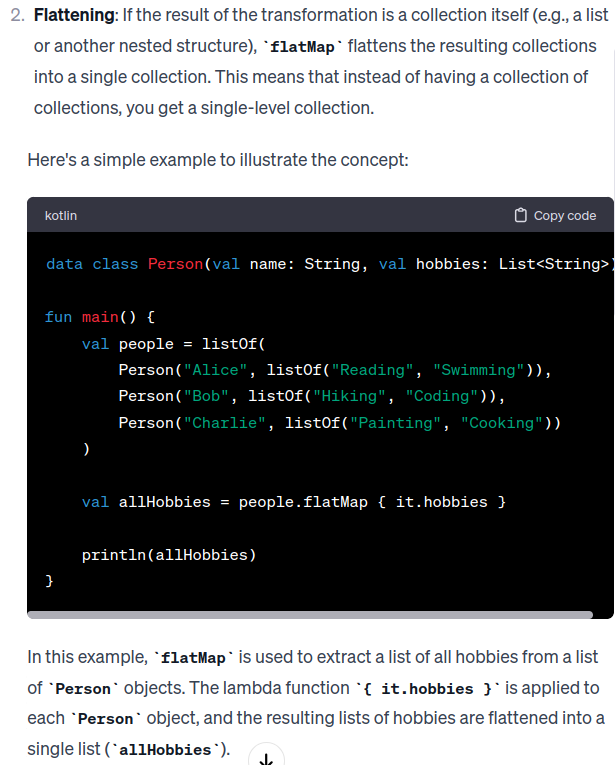 2. Flattening: If the result of the transformation is a collection itself (e.g., a list
or another nested structure), `flatMap` flattens the resulting collections
into a single collection. This means that instead of having a collection of
collections, you get a single-level collection.
Here's a simple example to illustrate the concept:
kotlin Copy code
data class Person(val name: String, val hobbies: List<String>)
fun main() {
    val people = listOf(
        Person("Alice", listOf("Reading", "Swimming")),
        Person("Bob", listOf("Hiking", "Coding")),
        Person("Charlie", listOf("Painting", "Cooking"))
    )
    val allHobbies = people.flatMap { it.hobbies }
    println(allHobbies)
}
In this example, `flatMap` is used to extract a list of all hobbies from a list
of `Person` objects. The lambda function `{ it.hobbies }` is applied to
each `Person` object, and the resulting lists of hobbies are flattened into a
single list (`allHobbies`).